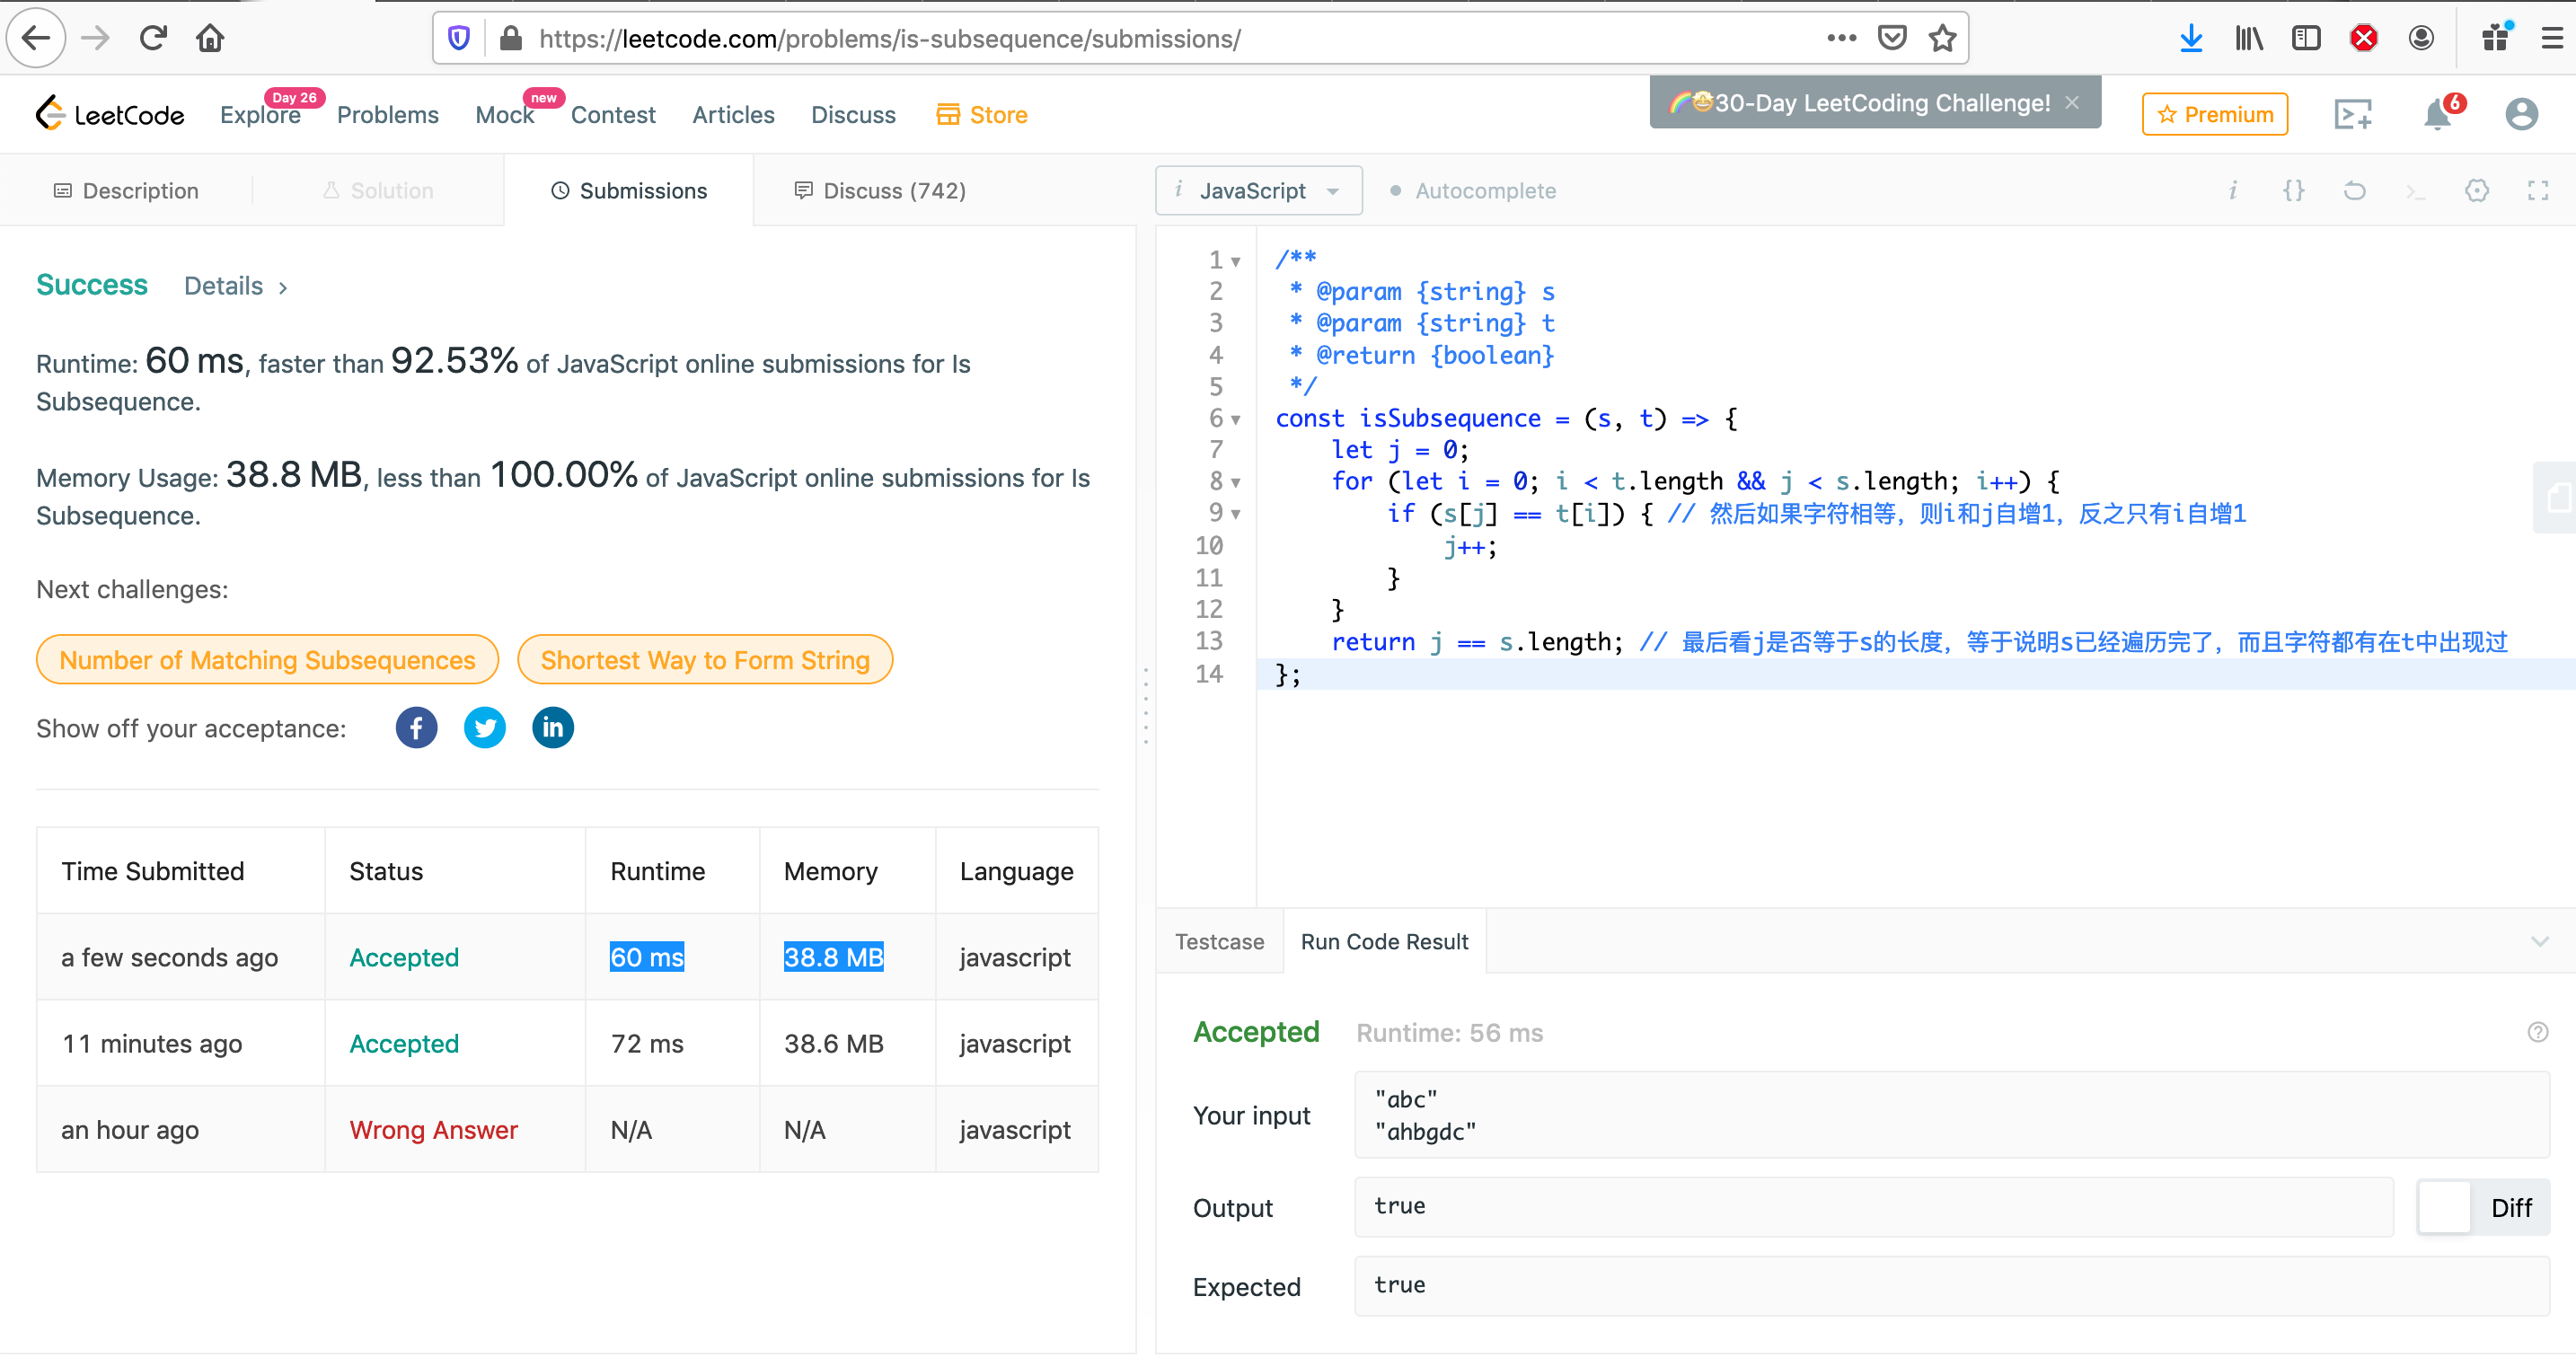 https://leetcode.com/problems/is-subsequence/submissions/
LeetCode Explore Day 26 Problems Mock new Contest Articles Discuss Store
🌈🤩30-Day LeetCoding Challenge! ×
Premium
6
Description Solution Submissions Discuss (742)
i JavaScript Autocomplete
i {} >_
Success Details >
Runtime: 60 ms, faster than 92.53% of JavaScript online submissions for Is
Subsequence.
Memory Usage: 38.8 MB, less than 100.00% of JavaScript online submissions for Is
Subsequence.
Next challenges:
Number of Matching Subsequences Shortest Way to Form String
Show off your acceptance:
Time Submitted Status Runtime Memory Language
a few seconds ago Accepted 60 ms 38.8 MB javascript
11 minutes ago Accepted 72 ms 38.6 MB javascript
an hour ago Wrong Answer N/A N/A javascript
1 /**
2  * @param {string} s
3  * @param {string} t
4  * @return {boolean}
5  */
6 const isSubsequence = (s, t) => {
7     let j = 0;
8     for (let i = 0; i < t.length && j < s.length; i++) {
9         if (s[j] == t[i]) { // 然后如果字符相等，则i和j自增1，反之只有i自增1
10             j++;
11         }
12     }
13     return j == s.length; // 最后看j是否等于s的长度，等于说明s已经遍历完了，而且字符都有在t中出现过
14 };
Testcase Run Code Result
Accepted Runtime: 56 ms
Your input
"abc"
"ahbgdc"
Output true Diff
Expected true